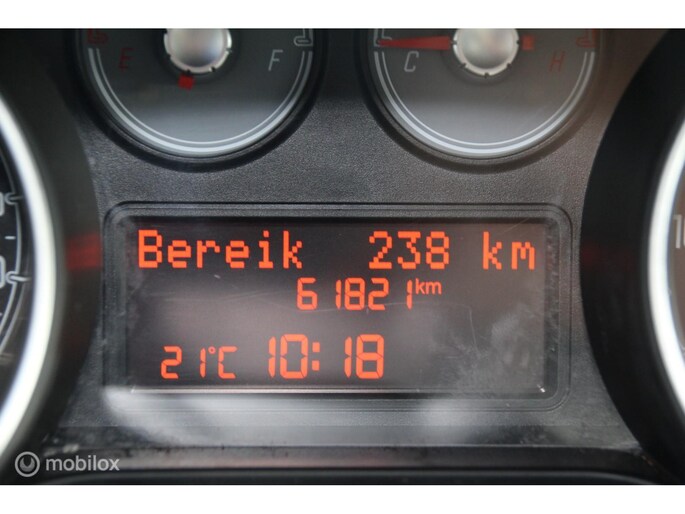 E F
C H
Bereik 238 km
61821 km
21°C 10:18
mobilox